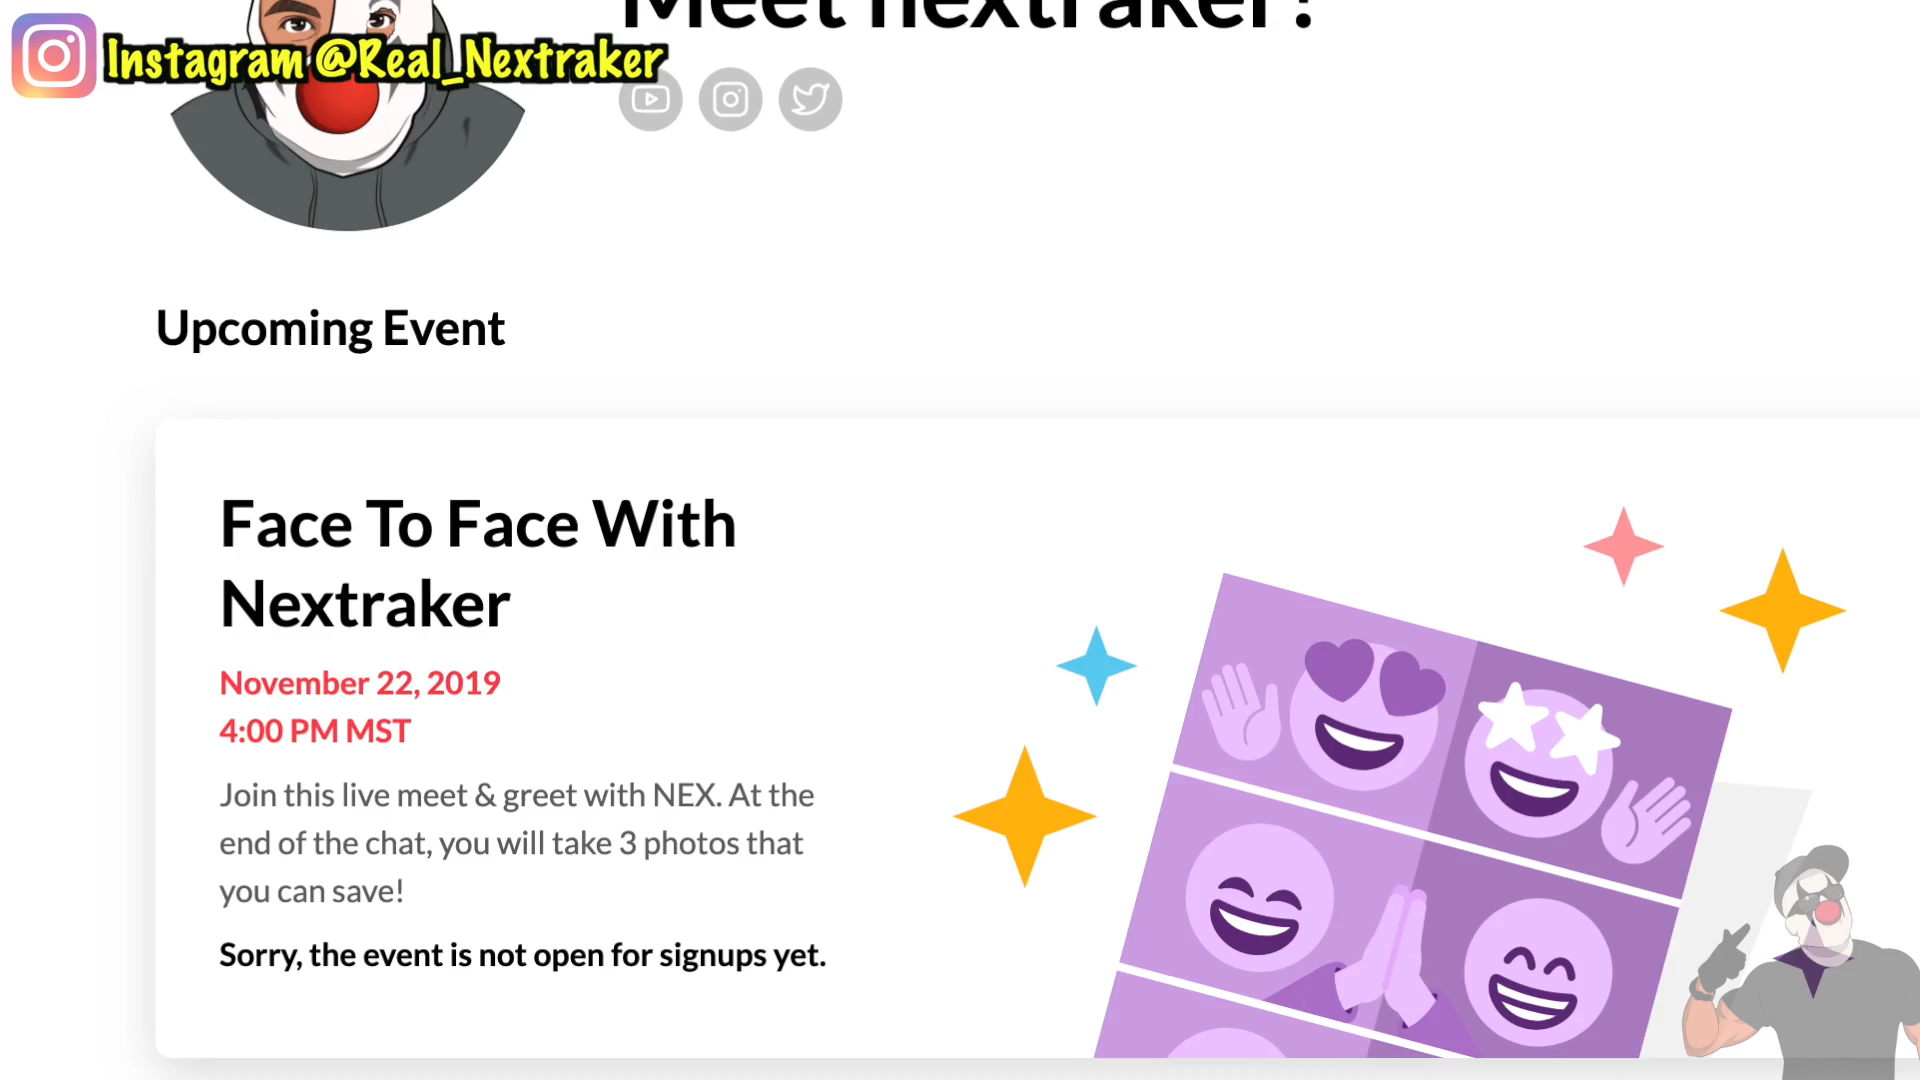 Meet nextraker!
Instagram @Real_Nextraker
Upcoming Event
Face To Face With
Nextraker
November 22, 2019
4:00 PM MST
Join this live meet & greet with NEX. At the
end of the chat, you will take 3 photos that
you can save!
Sorry, the event is not open for signups yet.